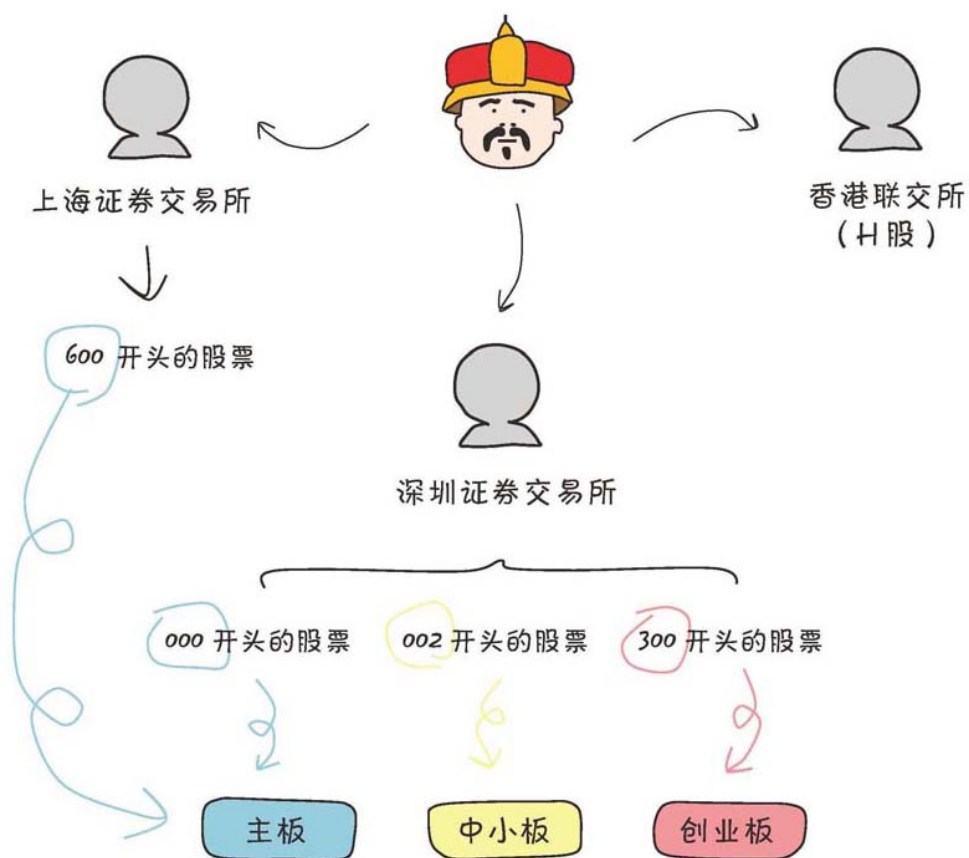 上海证券交易所
香港联交所
（H股）
600 开头的股票
深圳证券交易所
000 开头的股票
002 开头的股票
300 开头的股票
主板
中小板
创业板